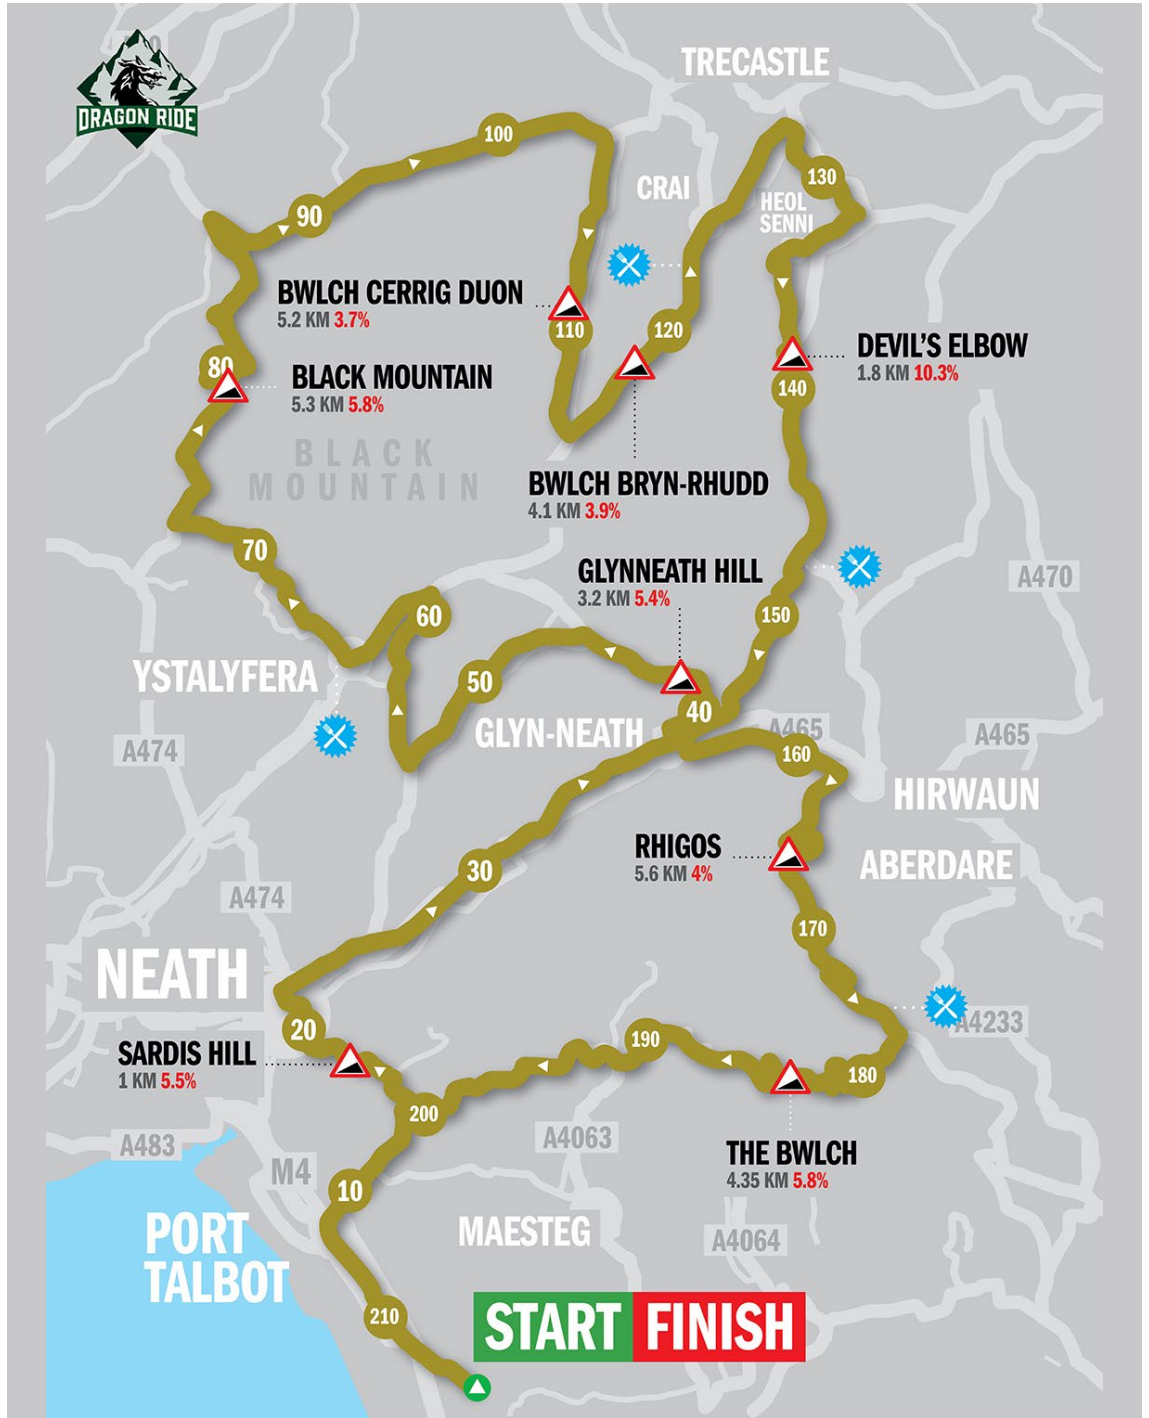 TRECASTLE
DRAGON RIDE
100
CRAI
130
HEOL
SENNI
90
BWLCH CERRIG DUON
5.2 KM 3.7%
110
120
DEVIL'S ELBOW
1.8 KM 10.3%
80
BLACK MOUNTAIN
5.3 KM 5.8%
140
BLACK
MOUNTAIN
BWLCH BRYN-RHUDD
4.1 KM 3.9%
70
GLYNNEATH HILL
3.2 KM 5.4%
A470
60
150
YSTALYFERA
50
40
GLYN-NEATH
A465
A465
A474
160
HIRWAUN
RHIGOS
5.6 KM 4%
ABERDARE
30
A474
170
NEATH
20
A4233
190
SARDIS HILL
1 KM 5.5%
180
200
A483
A4063
THE BWLCH
4.35 KM 5.8%
M4
10
PORT
TALBOT
MAESTEG
A4064
210
START FINISH